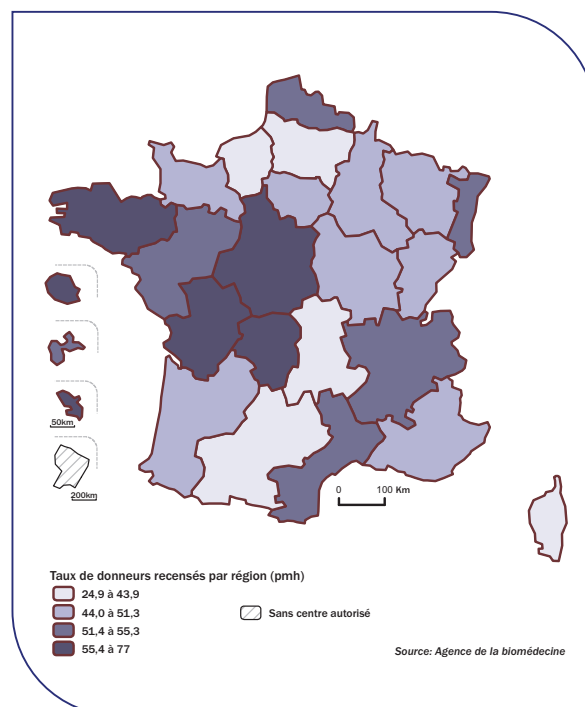 50km
200km
0 100 Km
Taux de donneurs recensés par région (pmh)
24,9 à 43,9
44,0 à 51,3
51,4 à 55,3
55,4 à 77
Sans centre autorisé
Source: Agence de la biomédecine